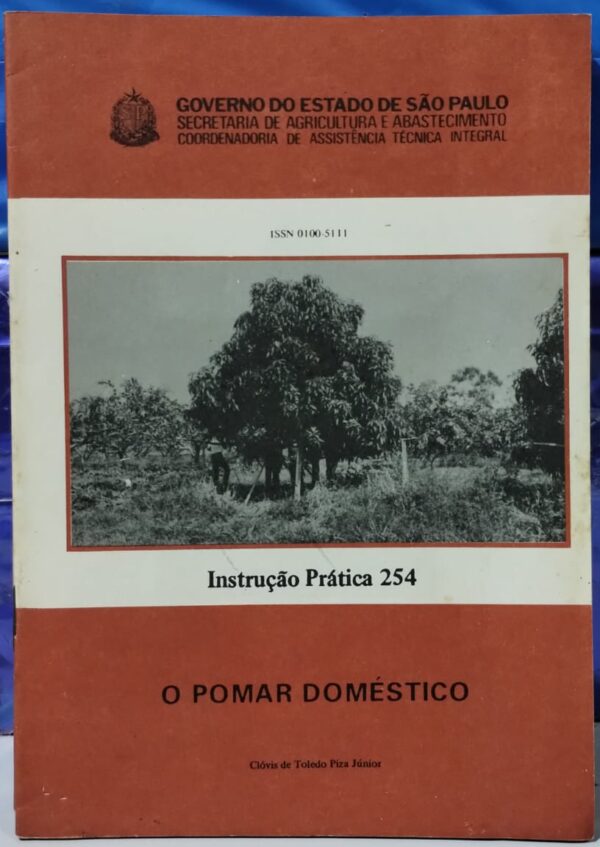 GOVERNO DO ESTADO DE SÃO PAULO
SECRETARIA DE AGRICULTURA E ABASTECIMENTO
COORDENADORIA DE ASSISTÊNCIA TÉCNICA INTEGRAL
ISSN 0100-5111
Instrução Prática 254
O POMAR DOMÉSTICO
Clóvis de Toledo Piza Júnior